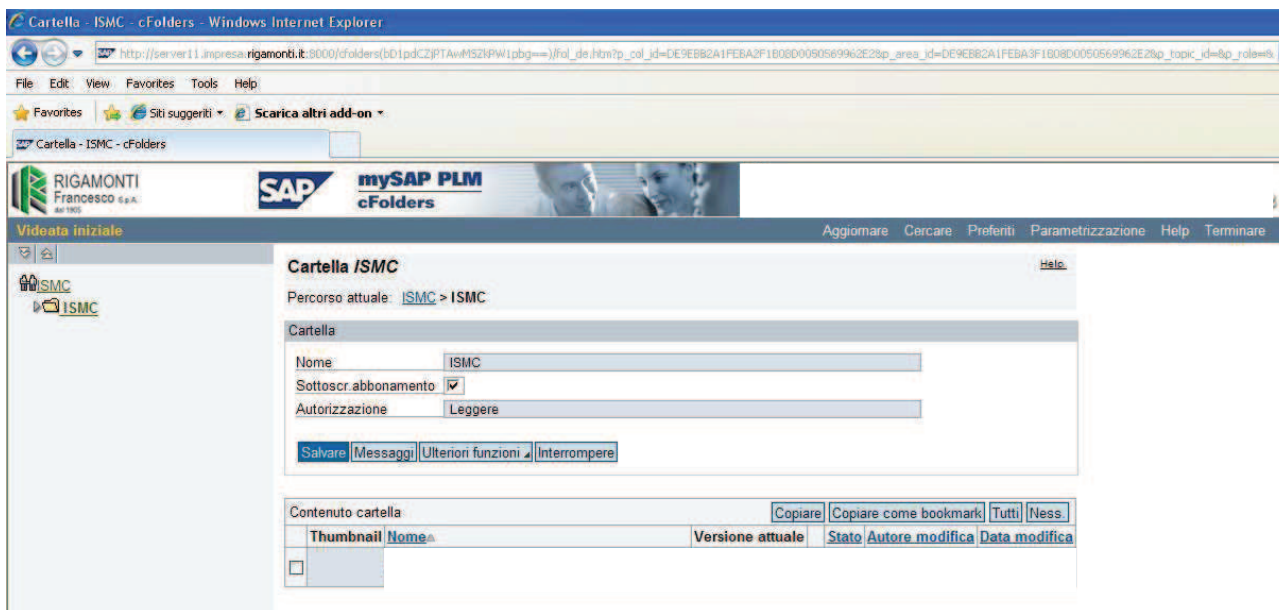 Cartella - ISMC - cFolders - Windows Internet Explorer
File Edit View Favorites Tools Help
Favorites Siti suggeriti Scarica altri add-on
Cartella - ISMC - cFolders
RIGAMONTI
Francesco S.p.A.
dal 1905
SAP
mySAP PLM
cFolders
Videata iniziale Aggiornare Cercare Preferiti Parametrizzazione Help Terminare
ISMC
ISMC
Cartella ISMC Help
Percorso attuale: ISMC > ISMC
Cartella
Nome ISMC
Sottoscr.abbonamento
Autorizzazione Leggere
Salvare Messaggi Ulteriori funzioni Interrompere
Contenuto cartella Copiare Copiare come bookmark Tutti Ness.
Thumbnail Nome Versione attuale Stato Autore modifica Data modifica